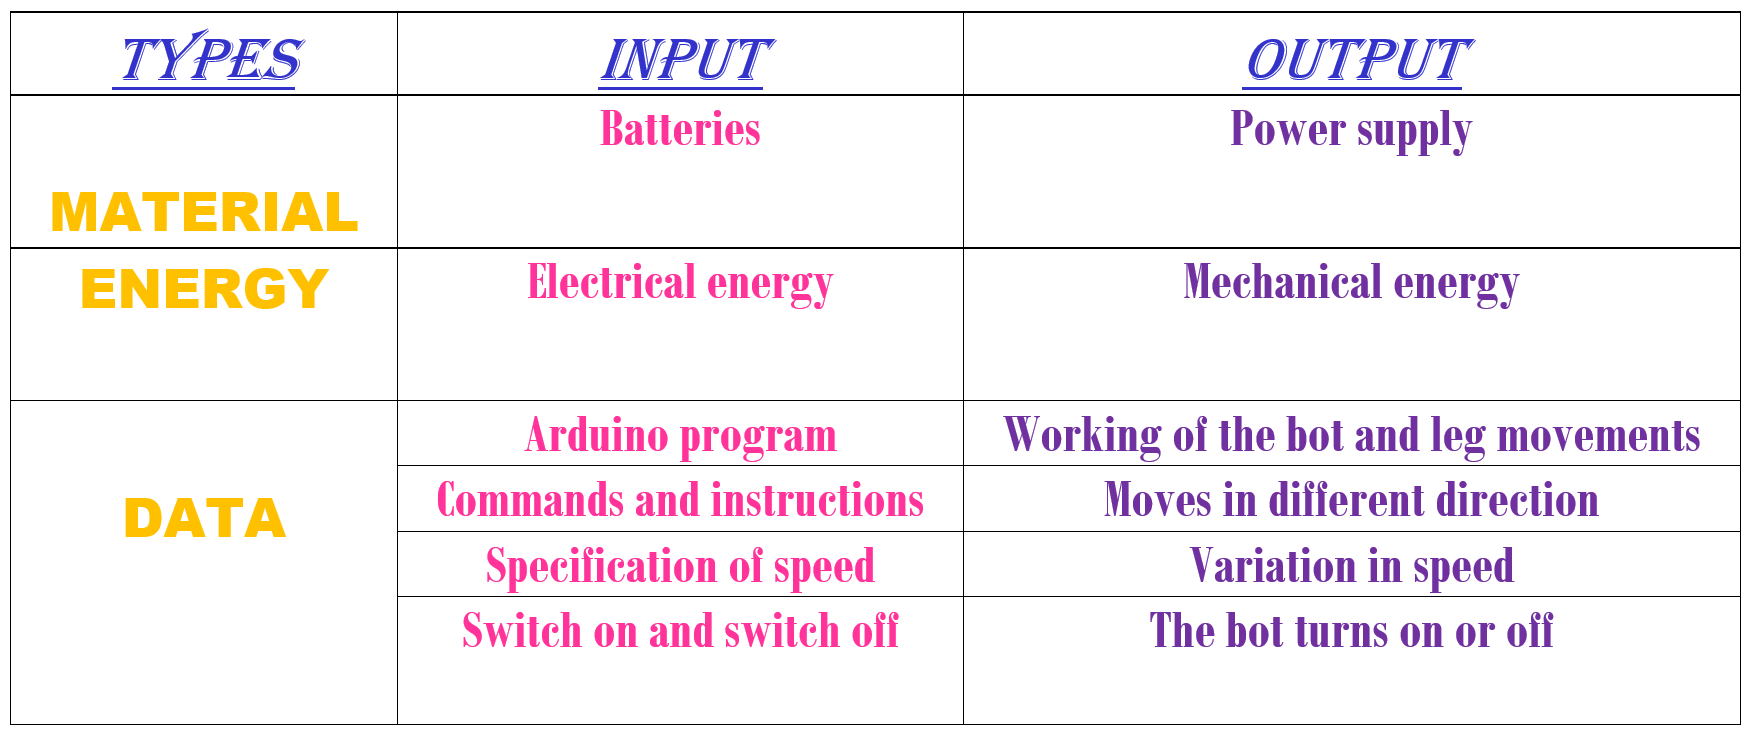 TYPES INPUT OUTPUT
MATERIAL Batteries Power supply
ENERGY Electrical energy Mechanical energy
DATA Arduino program Working of the bot and leg movements
Commands and instructions Moves in different direction
Specification of speed Variation in speed
Switch on and switch off The bot turns on or off